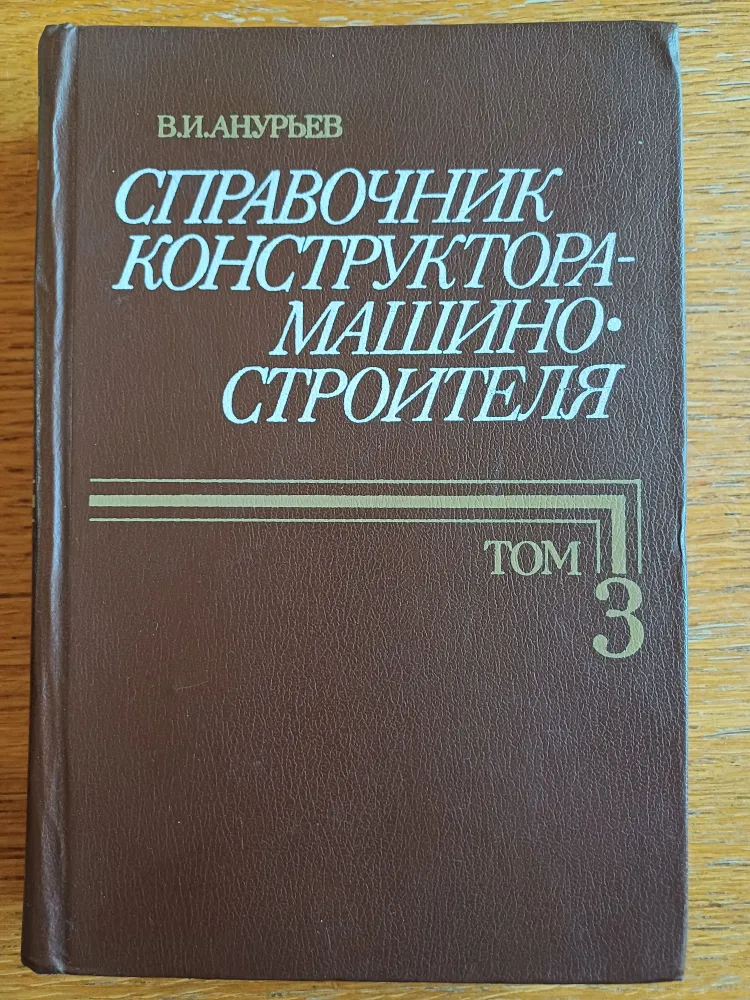 В.И.АНУРЬЕВ
СПРАВОЧНИК
КОНСТРУКТОРА-
МАШИНО·
СТРОИТЕЛЯ
ТОМ
3